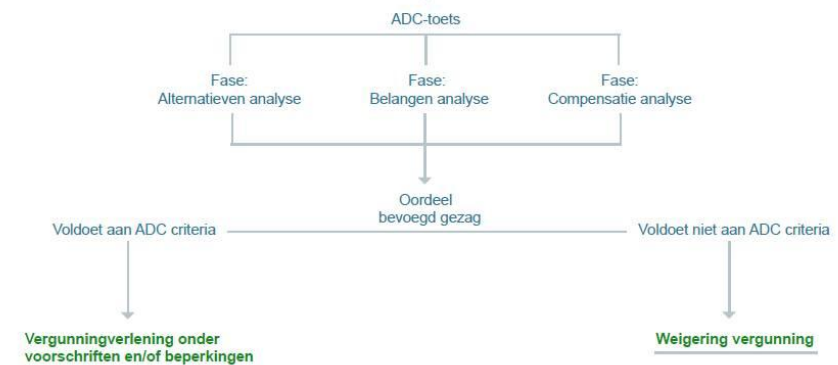 ADC-toets
Fase:
Alternatieven analyse
Fase:
Belangen analyse
Fase:
Compensatie analyse
Oordeel
bevoegd gezag
Voldoet aan ADC criteria
Voldoet niet aan ADC criteria
Vergunningverlening onder
voorschriften en/of beperkingen
Weigering vergunning